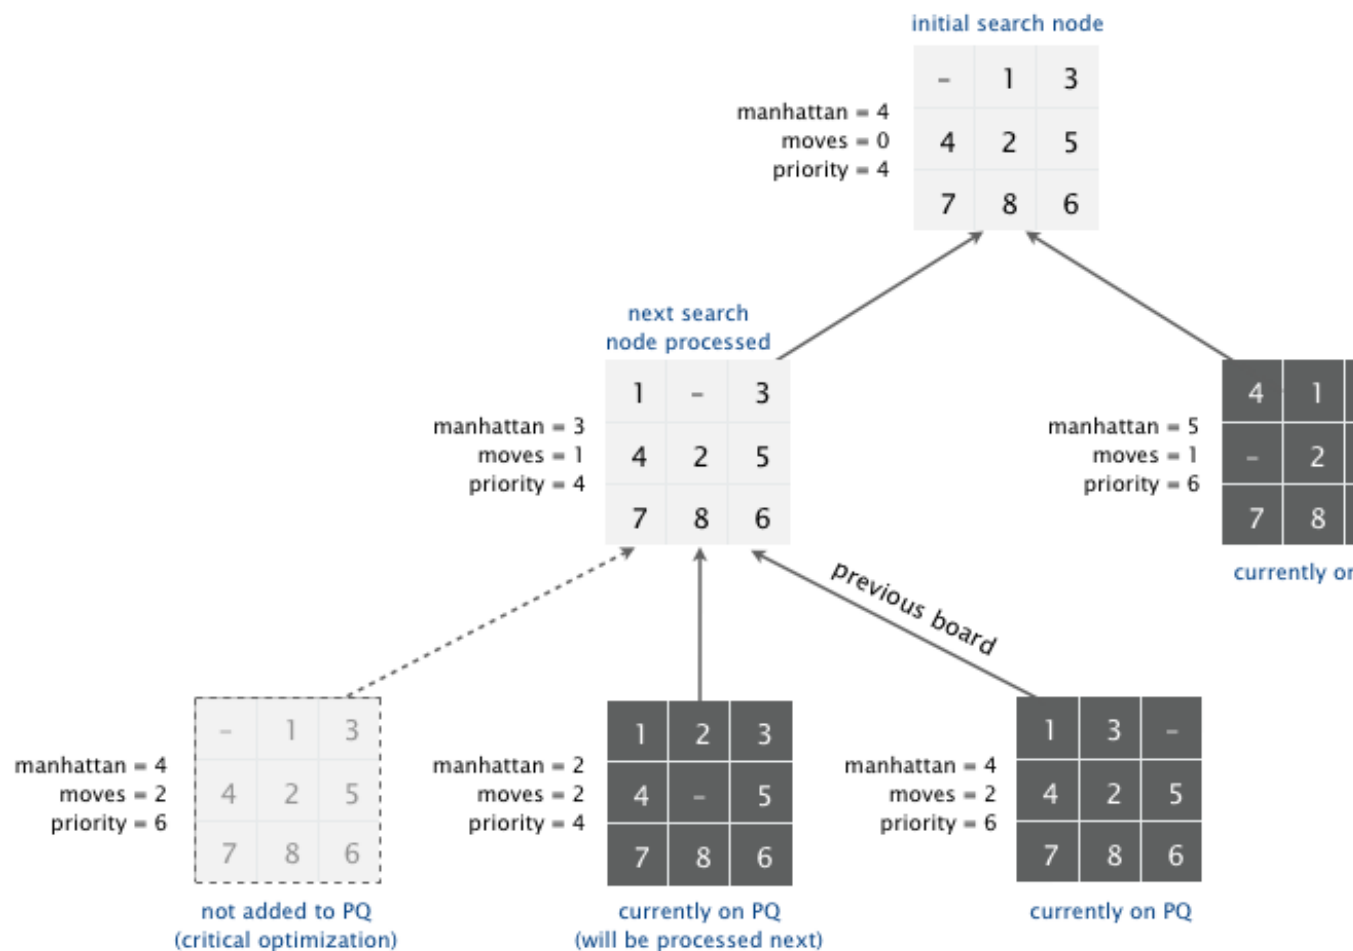 initial search node
- 1 3
manhattan = 4
moves = 0
priority = 4
4 2 5
7 8 6
next search
node processed
1 - 3
manhattan = 3
moves = 1
priority = 4
4 2 5
7 8 6
4 1
manhattan = 5
moves = 1
priority = 6
- 2
7 8
currently or
previous board
- 1 3
manhattan = 4
moves = 2
priority = 6
4 2 5
7 8 6
not added to PQ
(critical optimization)
1 2 3
manhattan = 2
moves = 2
priority = 4
4 - 5
7 8 6
currently on PQ
(will be processed next)
1 3 -
manhattan = 4
moves = 2
priority = 6
4 2 5
7 8 6
currently on PQ